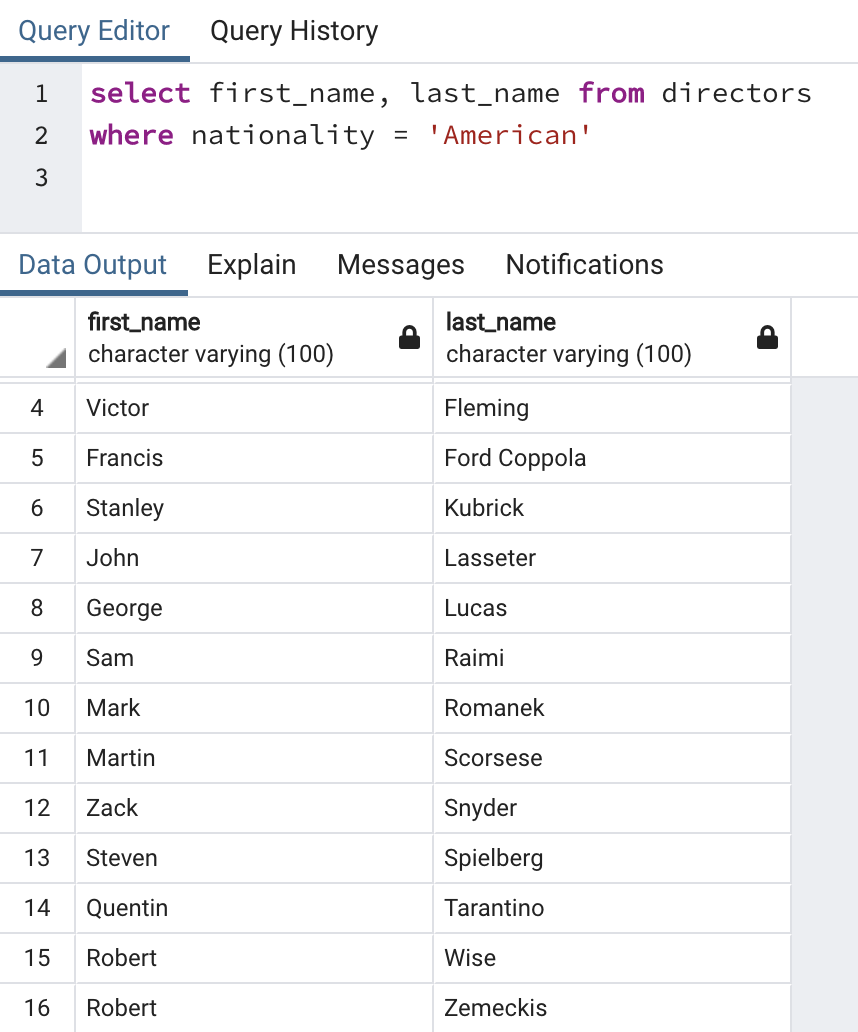 Query Editor Query History
1 select first_name, last_name from directors
2 where nationality = 'American'
3
Data Output Explain Messages Notifications
first_name last_name
character varying (100) character varying (100)
4 Victor Fleming
5 Francis Ford Coppola
6 Stanley Kubrick
7 John Lasseter
8 George Lucas
9 Sam Raimi
10 Mark Romanek
11 Martin Scorsese
12 Zack Snyder
13 Steven Spielberg
14 Quentin Tarantino
15 Robert Wise
16 Robert Zemeckis